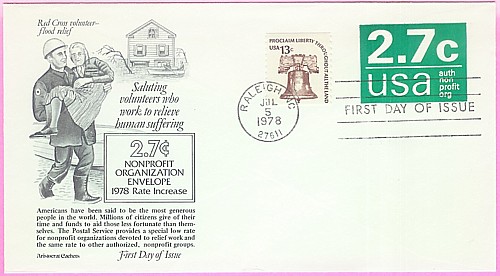 Red Cross volunteer-
flood relief
Saluting
volunteers who
work to relieve
human suffering
2.7¢
NONPROFIT
ORGANIZATION
ENVELOPE
1978 Rate Increase
Americans have been said to be the most generous
people in the world. Millions of citizens give of their
time and funds to aid those less fortunate than them-
selves. The Postal Service provides a special low rate
for nonprofit organizations devoted to relief work and
the same rate to other authorized, nonprofit groups.
Aristocrat Cachets
First Day of Issue
PROCLAIM LIBERTY THROUGHOUT ALL THE LAND
USA 13c
RALEIGH, NC
JUL
5
1978
27611
2.7c
usa
auth
non
profit
org
FIRST DAY OF ISSUE